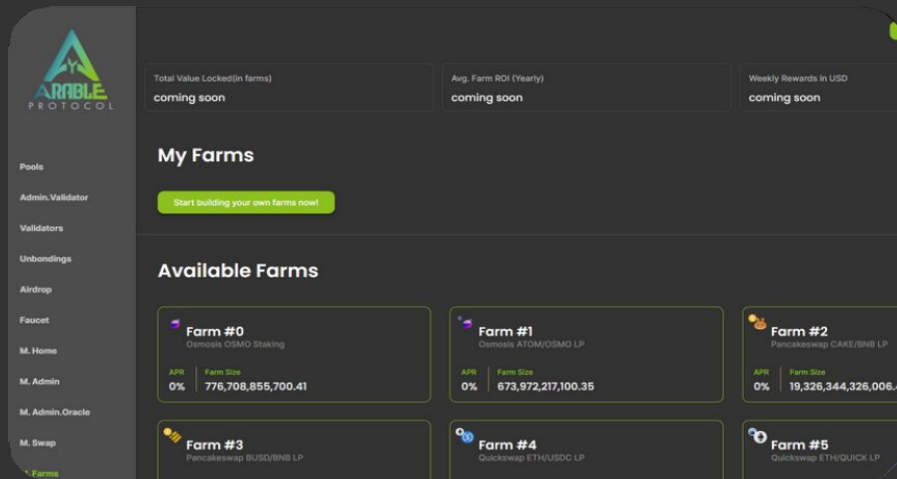 ARABLE
PROTOCOL
Pools
Admin.Validator
Validators
Unbondings
Airdrop
Faucet
M. Home
M. Admin
M. Admin.Oracle
M. Swap
M. Farms
Total Value Locked(in farms)
coming soon
Avg. Farm ROI (Yearly)
coming soon
Weekly Rewards in USD
coming soon
My Farms
Start building your own farms now!
Available Farms
Farm #0
Osmosis OSMO Staking
APR
Farm Size
0%
776,708,855,700.41
Farm #1
Osmosis ATOM/OSMO LP
APR
Farm Size
0%
673,972,217,100.35
Farm #2
Pancakeswap CAKE/BNB LP
APR
Farm Size
0%
19,326,344,326,006.
Farm #3
Pancakeswap BUSD/BNB LP
Farm #4
Quickswap ETH/USDC LP
Farm #5
Quickswap ETH/QUICK LP